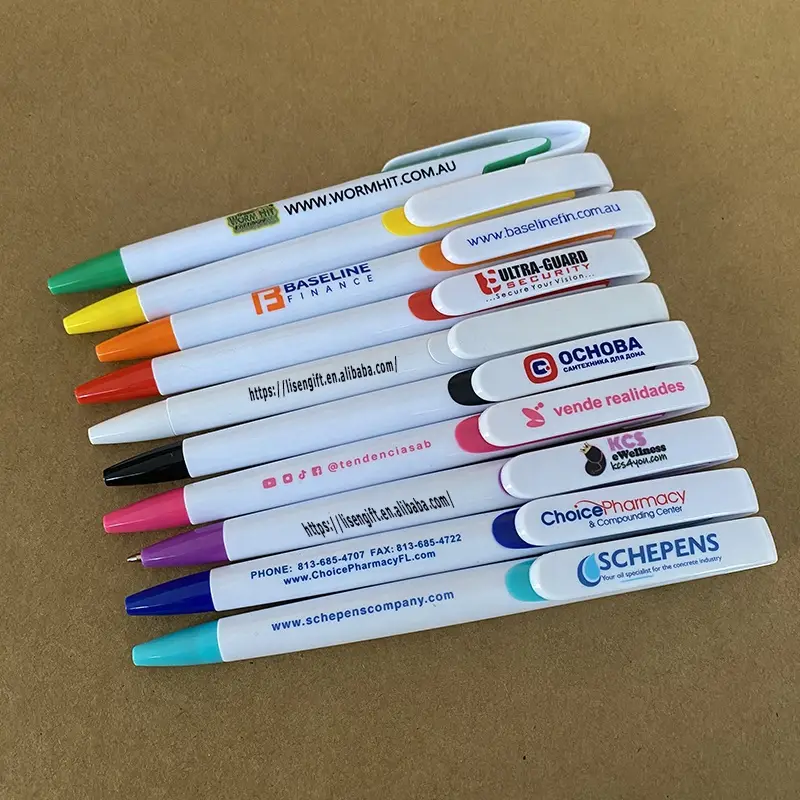 WORM HIT
WWW.WORMHIT.COM.AU
www.baselinefin.com.au
BASELINE
FINANCE
ULTRA-GUARD
SECURITY
...Secure Your Vision...
https://lisengift.en.alibaba.com/
ОСНОВА
САНТЕХНИКА ДЛЯ ДОМА
vende realidades
@tendenciasab
KCS
eWellness
kcs4you.com
https://lisengift.en.alibaba.com/
ChoicePharmacy
& Compounding Center
PHONE: 813-685-4707 FAX: 813-685-4722
www.ChoicePharmacyFL.com
SCHEPENS
Your oil specialist for the concrete industry
www.schepenscompany.com